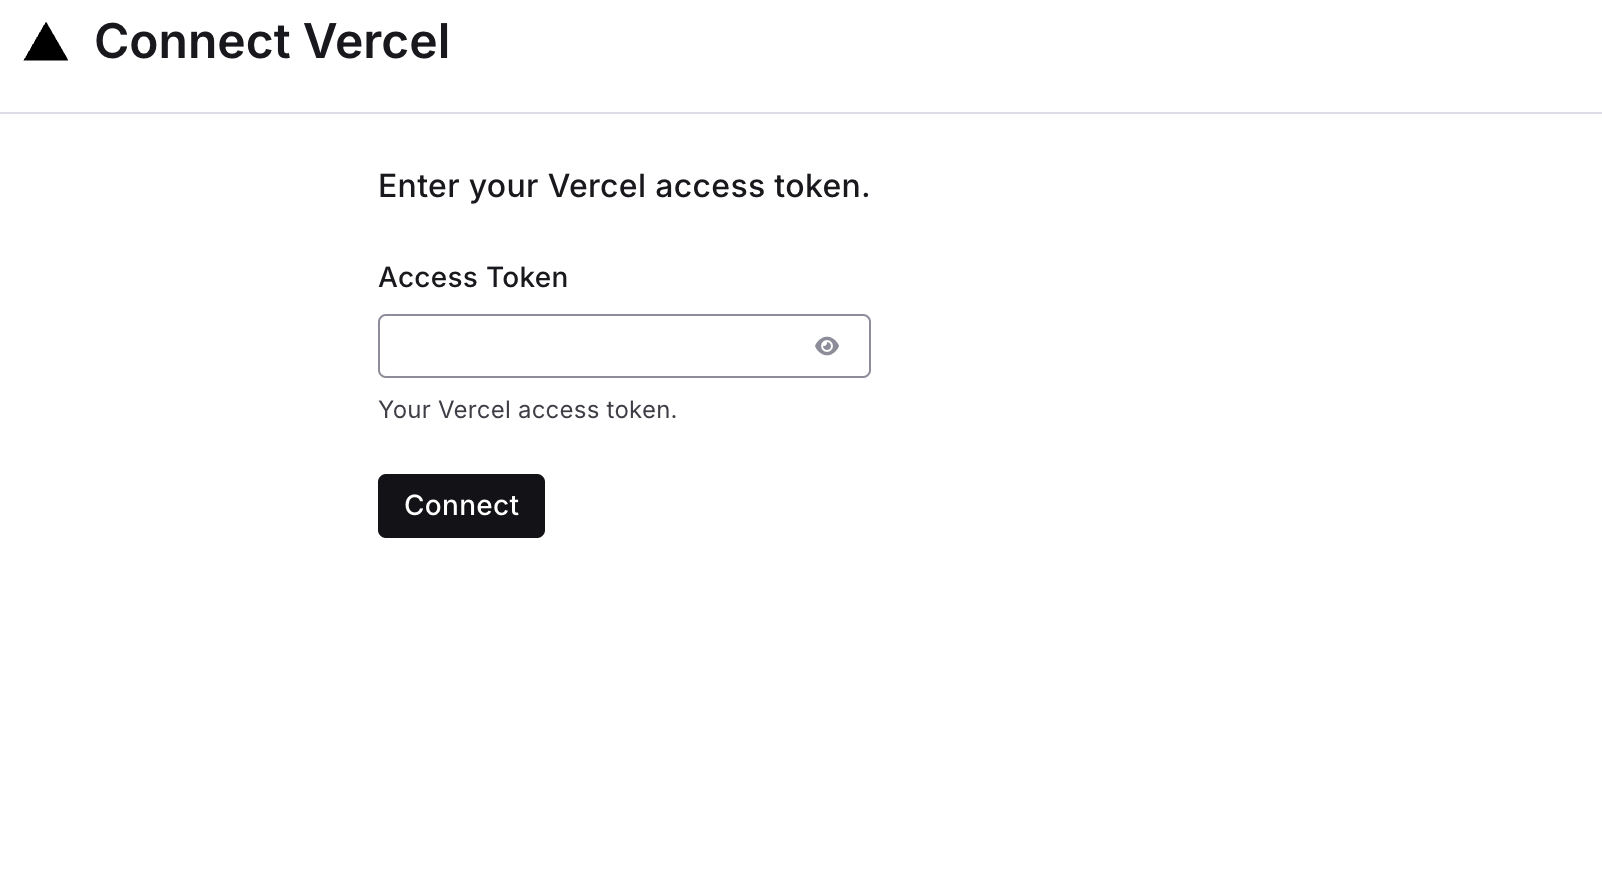 Connect Vercel
Enter your Vercel access token.
Access Token
Your Vercel access token.
Connect